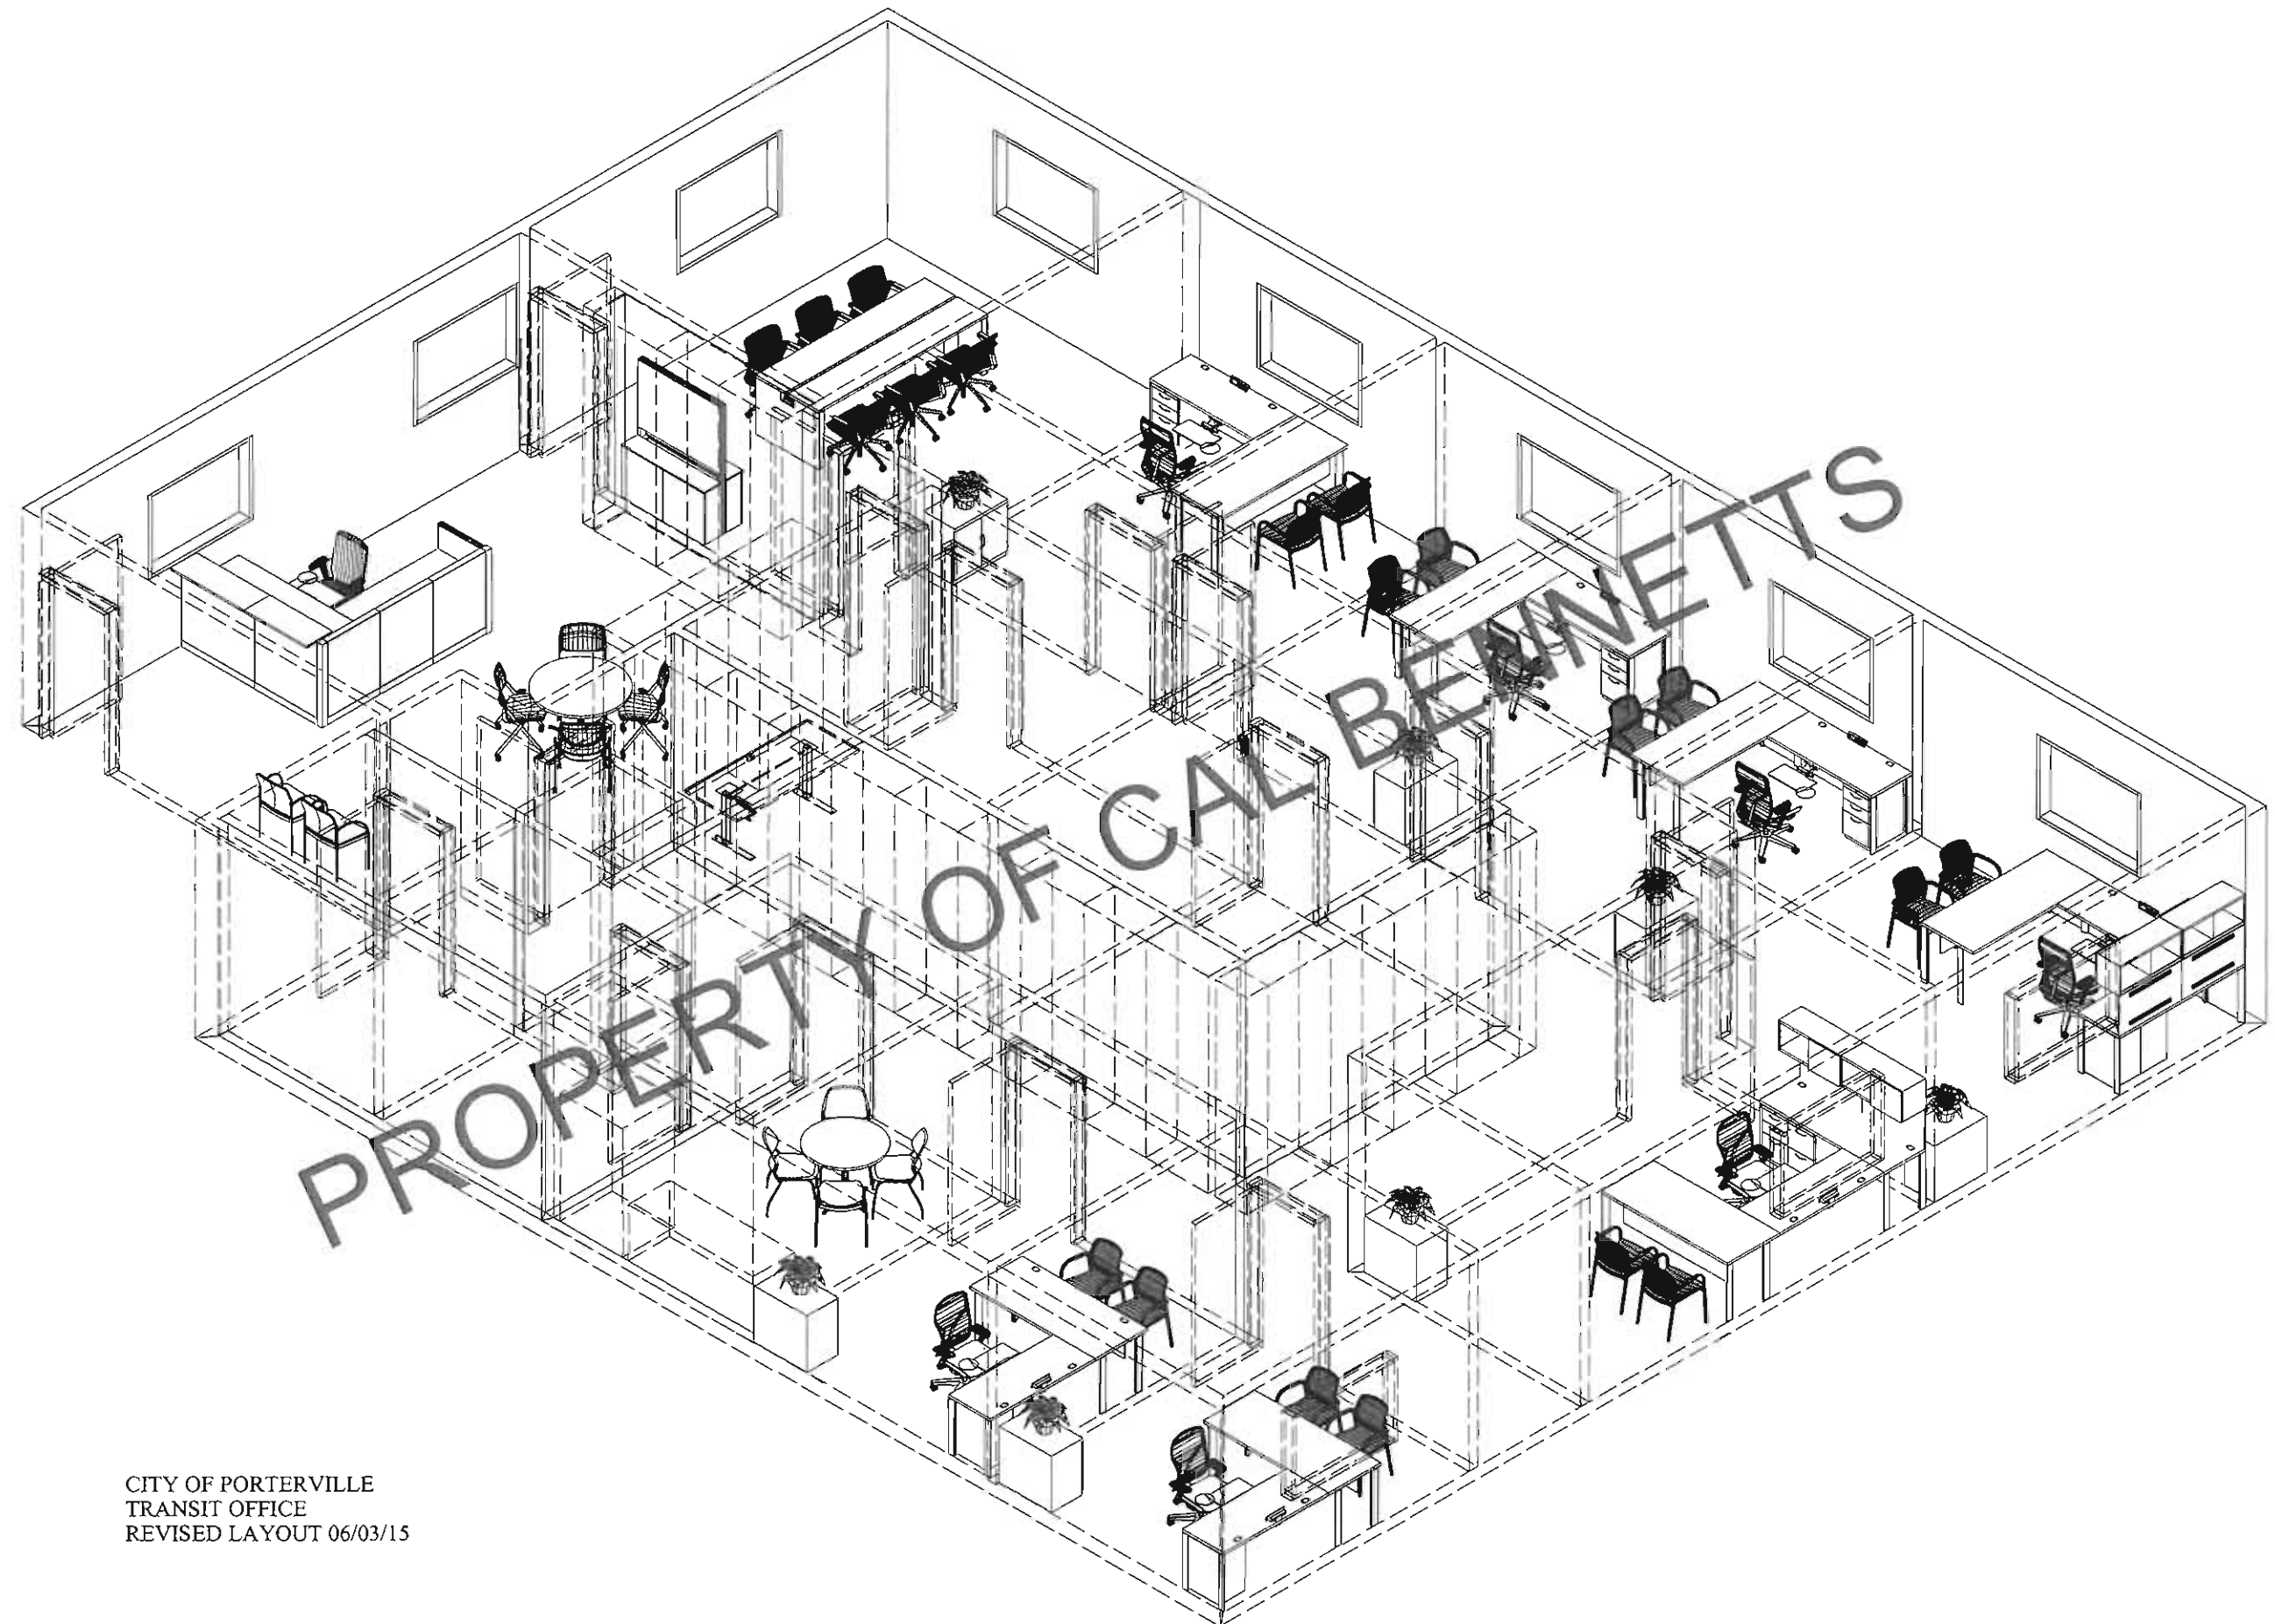 PROPERTY OF CAL BENNETTS
CITY OF PORTERVILLE
TRANSIT OFFICE
REVISED LAYOUT 06/03/15